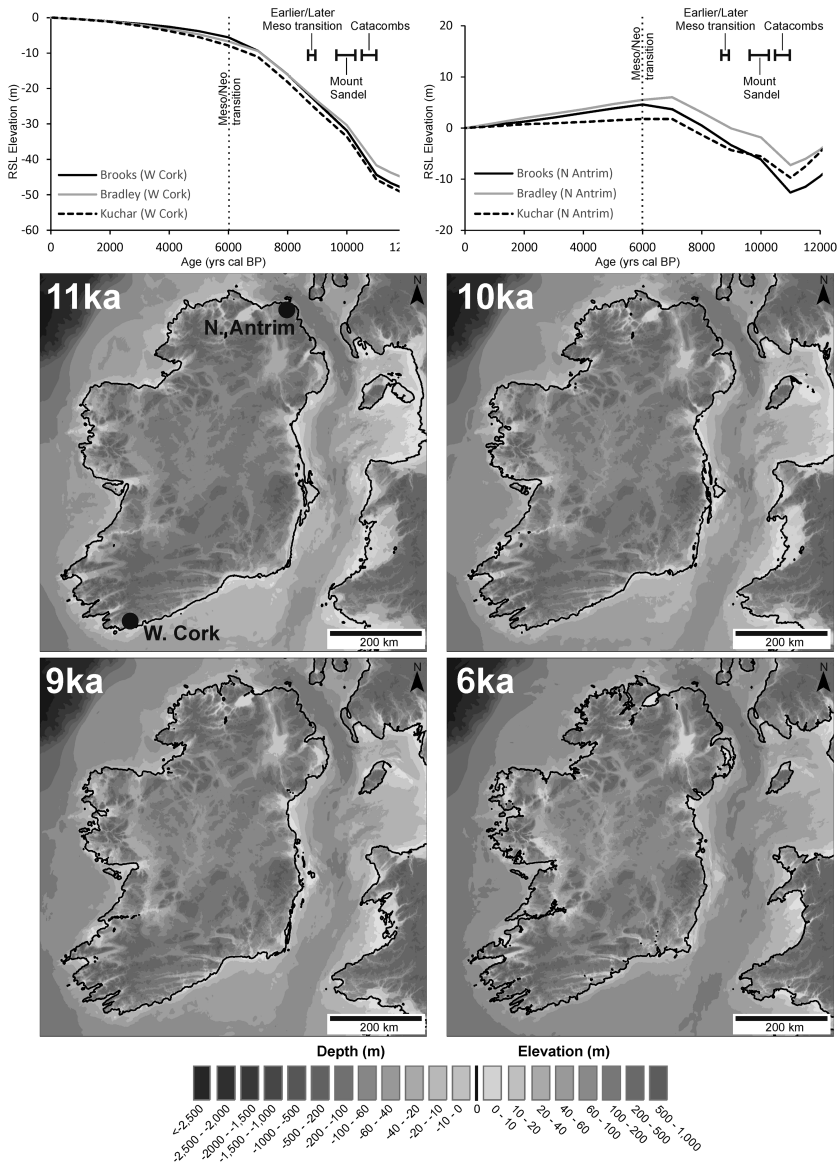 0
-10
-20
-30
-40
-50
-60
RSL Elevation (m)
Meso/Neo
transition
Earlier/Later
Meso transition
Catacombs
Mount
Sandel
Brooks (W Cork)
Bradley (W Cork)
Kuchar (W Cork)
0 2000 4000 6000 8000 10000 12
Age (yrs cal BP)
20
10
0
-10
-20
RSL Elevation (m)
Meso/Neo
transition
Earlier/Later
Meso transition
Catacombs
Mount
Sandel
Brooks (N Antrim)
Bradley (N Antrim)
Kuchar (N Antrim)
0 2000 4000 6000 8000 10000 12000
Age (yrs cal BP)
11ka
N
N. Antrim
W. Cork
200 km
10ka
N
200 km
9ka
N
200 km
6ka
N
200 km
Depth (m)
Elevation (m)
<-2,500
-2,500 - -2,000
-2000 - -1,500
-1,500 - -1,000
-1000 - -500
-500 - -200
-200 - -100
-100 - -60
-60 - -40
-40 - -20
-20 - -10
-10 - 0
0
0 - 10
10 - 20
20 - 40
40 - 60
60 - 100
100 - 200
200 - 500
500 - 1,000